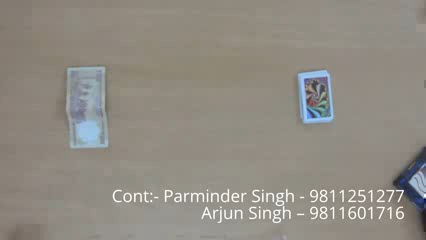 Cont:- Parminder Singh - 9811251277
Arjun Singh – 9811601716